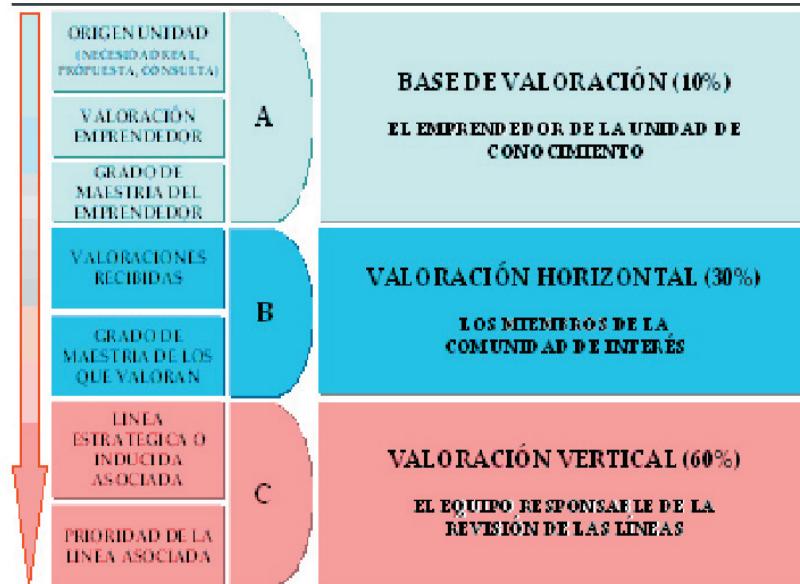 ORIGEN UNIDAD
(NECESIDAD REAL,
PROPUESTA, CONSULTA)
VALORACIÓN
EMPRENDEDOR
GRADO DE
MAESTRIA DEL
EMPRENDEDOR
A
BASE DE VALORACIÓN (10%)
EL EMPRENDEDOR DE LA UNIDAD DE
CONOCIMIENTO
VALORACIONES
RECIBIDAS
GRADO DE
MAESTRIA DE LOS
QUE VALORAN
B
VALORACIÓN HORIZONTAL (30%)
LOS MIEMBROS DE LA
COMUNIDAD DE INTERÉS
LINEA
ESTRATEGICA O
INDUCIDA
ASOCIADA
PRIORIDAD DE LA
LINEA ASOCIADA
C
VALORACIÓN VERTICAL (60%)
EL EQUIPO RESPONSABLE DE LA
REVISIÓN DE LAS LÍNEAS